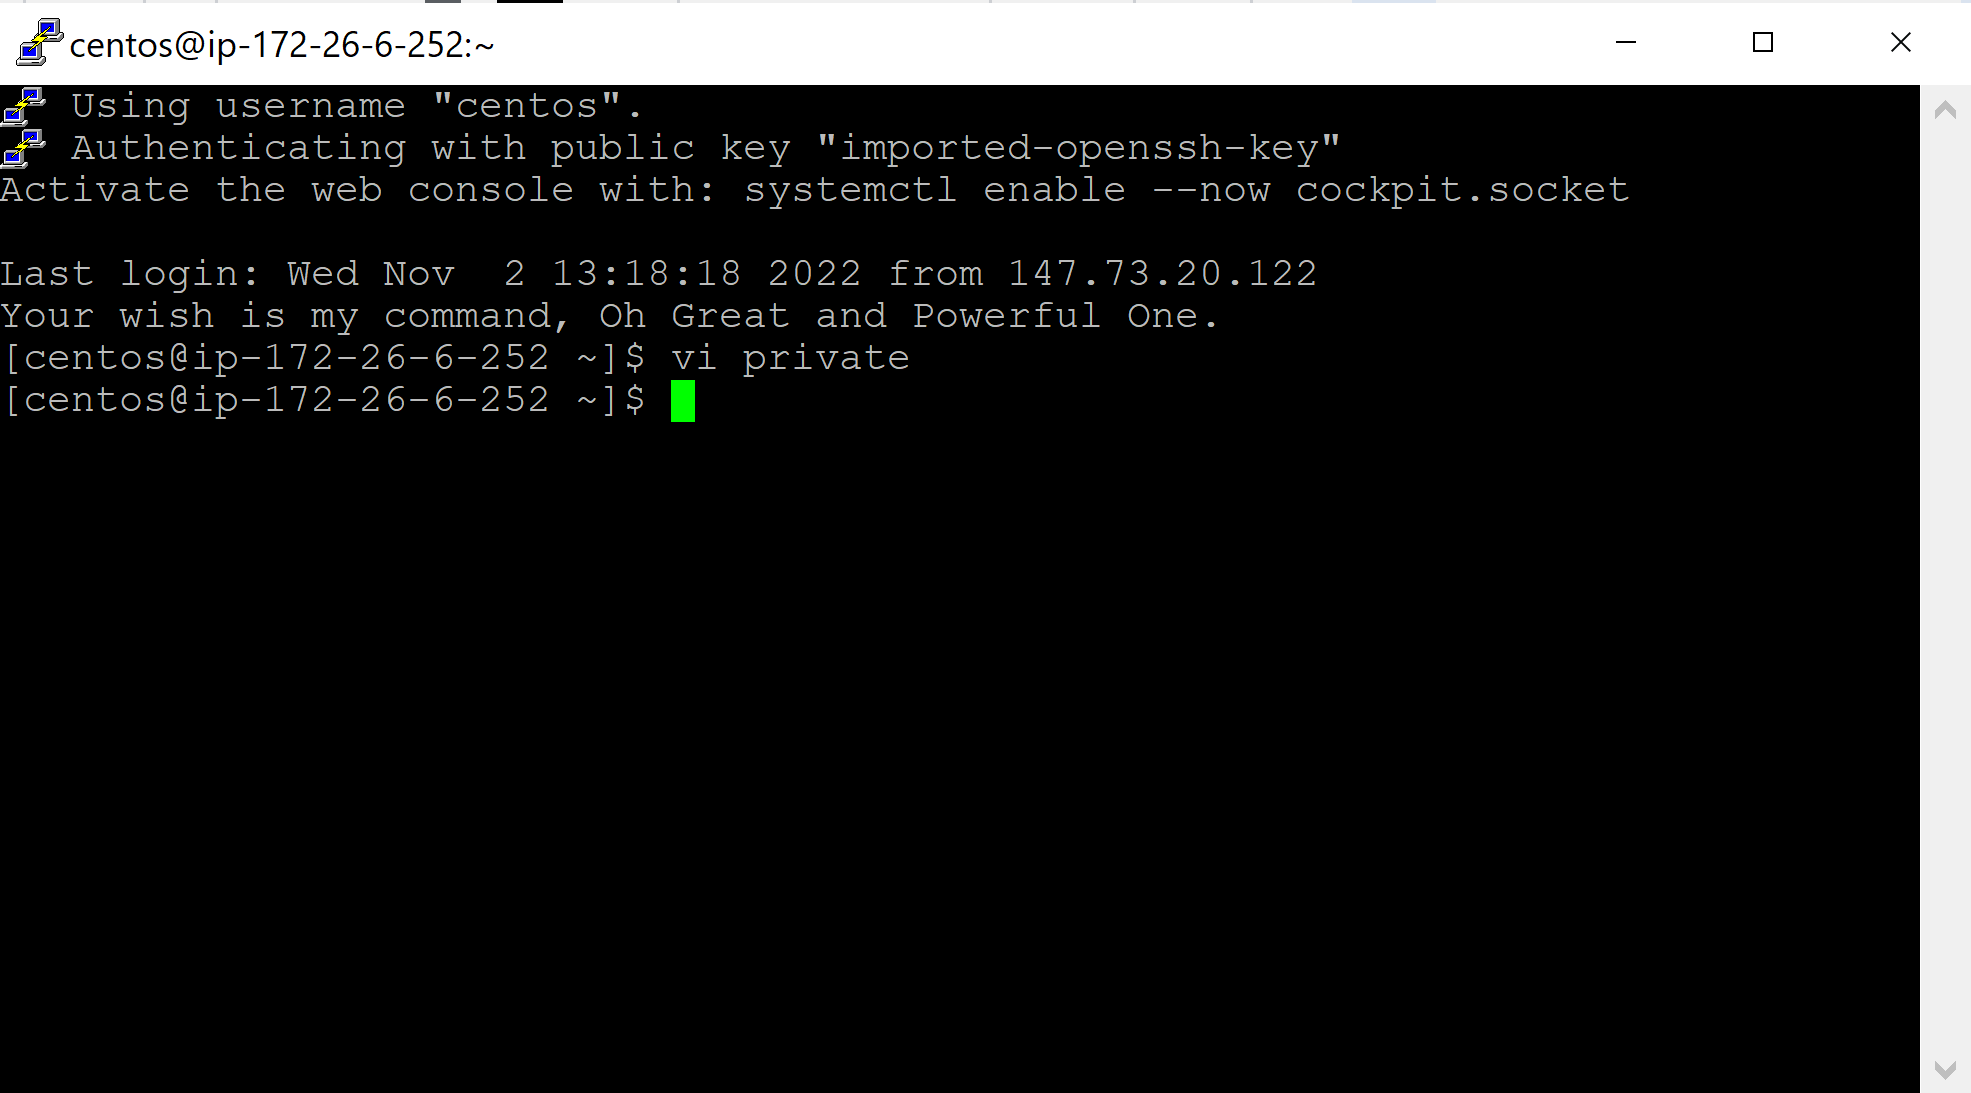 centos@ip-172-26-6-252:~
Using username "centos".
Authenticating with public key "imported-openssh-key"
Activate the web console with: systemctl enable --now cockpit.socket
Last login: Wed Nov  2 13:18:18 2022 from 147.73.20.122
Your wish is my command, Oh Great and Powerful One.
[centos@ip-172-26-6-252 ~]$ vi private
[centos@ip-172-26-6-252 ~]$